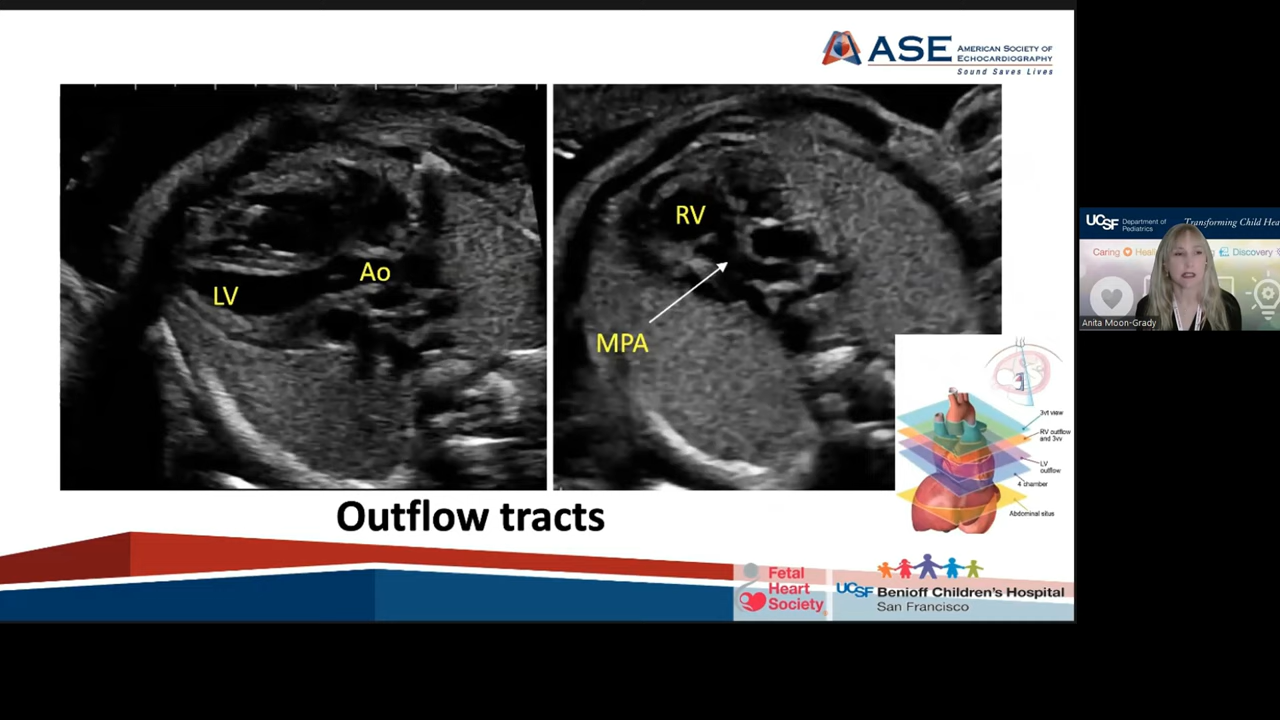 ASE AMERICAN SOCIETY OF
ECHOCARDIOGRAPHY
Sound Saves Lives
RV
Ao
LV
MPA
3vt view
RV outflow
and 3vv
LV
outflow
4 chamber
Abdominal situs
Outflow tracts
Fetal
Heart
Society
UCSF Benioff Children's Hospital
San Francisco
UCSF Department of
Pediatrics
Transforming Child Hea
Caring Heal g Discovery
Anita Moon-Grady